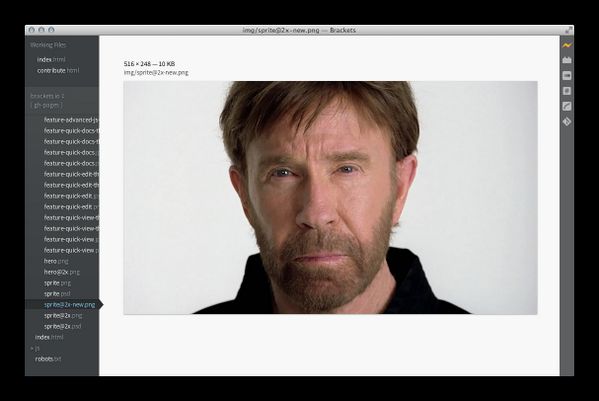 img/sprite@2x-new.png — Brackets
Working Files
index.html
contribute.html
brackets.io
( gh-pages )
feature-advanced-js
feature-quick-docs-t
feature-quick-docs-t
feature-quick-docs.
feature-quick-docs.
feature-quick-edit-th
feature-quick-edit-th
feature-quick-edit.
feature-quick-edit.
feature-quick-view-t
feature-quick-view-t
feature-quick-view.
feature-quick-view.
hero.png
hero@2x.png
sprite.png
sprite.psd
sprite@2x-new.png
sprite@2x.png
sprite@2x.psd
index.html
js
robots.txt
516 × 248 — 10 KB
img/sprite@2x-new.png